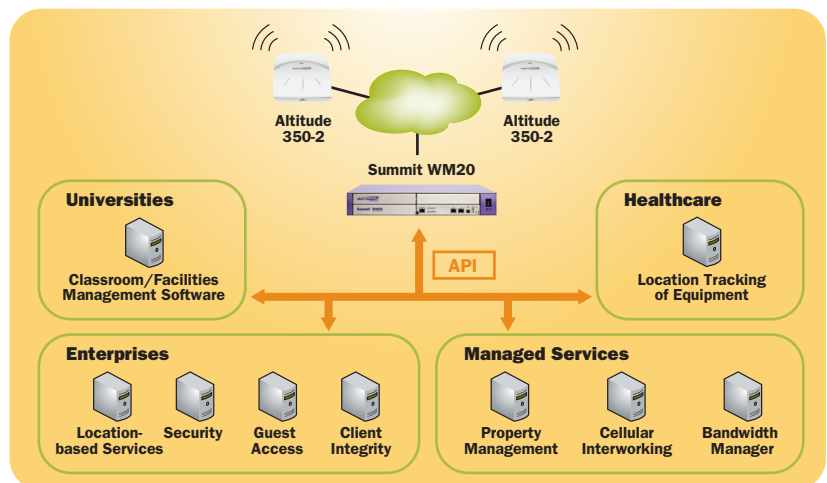 Altitude
350-2
Altitude
350-2
Summit WM20
Universities
Classroom/Facilities
Management Software
API
Healthcare
Location Tracking
of Equipment
Enterprises
Location-
based Services
Security
Guest
Access
Client
Integrity
Managed Services
Property
Management
Cellular
Interworking
Bandwidth
Manager